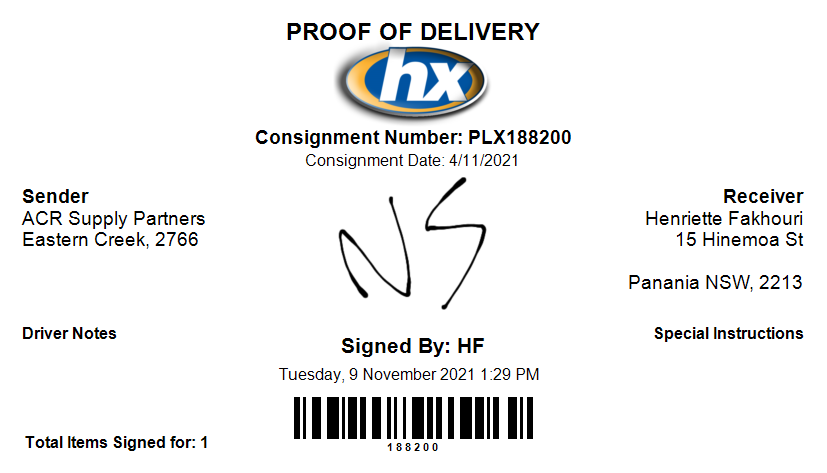 PROOF OF DELIVERY
hx
Consignment Number: PLX188200
Consignment Date: 4/11/2021
Sender
ACR Supply Partners
Eastern Creek, 2766
Receiver
Henriette Fakhouri
15 Hinemoa St
Panania NSW, 2213
NS
Driver Notes
Special Instructions
Signed By: HF
Tuesday, 9 November 2021 1:29 PM
188200
Total Items Signed for: 1